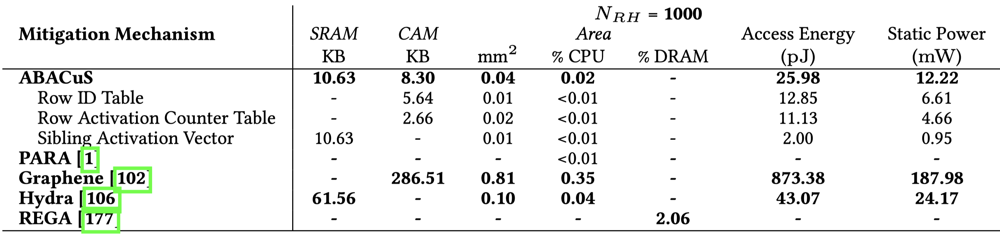 N_RH = 1000
Mitigation Mechanism SRAM CAM Area Access Energy Static Power
KB KB mm² % CPU % DRAM (pJ) (mW)
ABACuS 10.63 8.30 0.04 0.02 - 25.98 12.22
Row ID Table - 5.64 0.01 <0.01 - 12.85 6.61
Row Activation Counter Table - 2.66 0.02 <0.01 - 11.13 4.66
Sibling Activation Vector 10.63 - 0.01 <0.01 - 2.00 0.95
PARA [1] - - - <0.01 - - -
Graphene [102] - 286.51 0.81 0.35 - 873.38 187.98
Hydra [106] 61.56 - 0.10 0.04 - 43.07 24.17
REGA [177] - - - - 2.06 - -